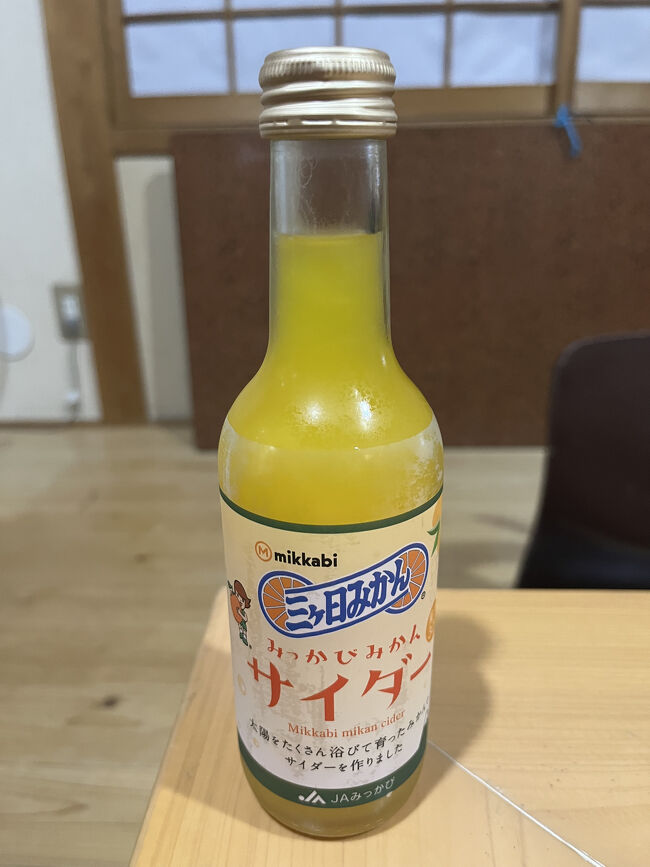 mikkabi
三ヶ日みかん
みっかびみかん
サイダー
Mikkabi mikan cider
太陽をたくさん浴びて育ったみかんで
サイダーを作りました
JAみっかび